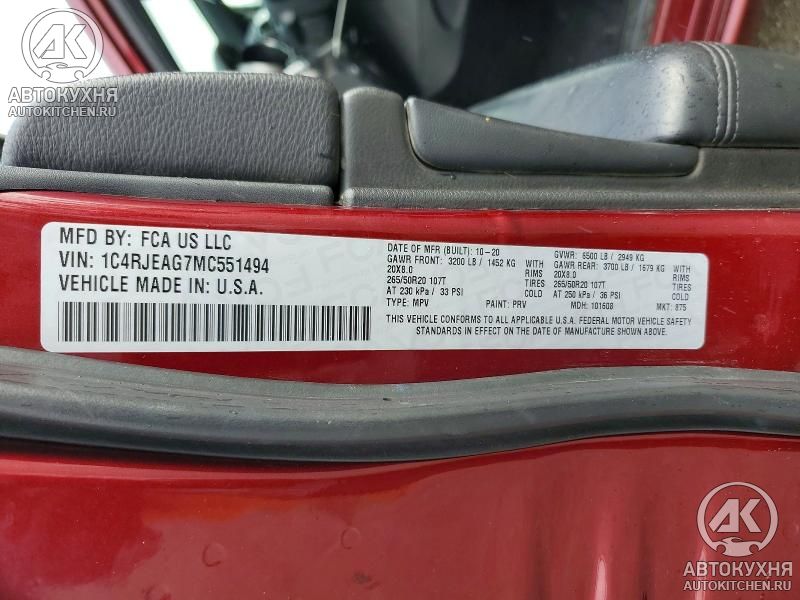 AK
АВТОКУХНЯ
AUTOKITCHEN.RU
MFD BY: FCA US LLC
VIN: 1C4RJEAG7MC551494
VEHICLE MADE IN: U.S.A.
DATE OF MFR (BUILT): 10-20
GAWR FRONT: 3200 LB / 1452 KG WITH
20X8.0 RIMS
265/50R20 107T TIRES
AT 230 kPa / 33 PSI COLD
TYPE: MPV PAINT: PRV
GVWR: 6500 LB / 2949 KG
GAWR REAR: 3700 LB / 1679 KG WITH
20X8.0 RIMS
265/50R20 107T TIRES
AT 250 kPa / 36 PSI COLD
MDH: 101608 MKT: 875
THIS VEHICLE CONFORMS TO ALL APPLICABLE U.S.A. FEDERAL MOTOR VEHICLE SAFETY
STANDARDS IN EFFECT ON THE DATE OF MANUFACTURE SHOWN ABOVE.
AK
АВТОКУХНЯ
AUTOKITCHEN.RU